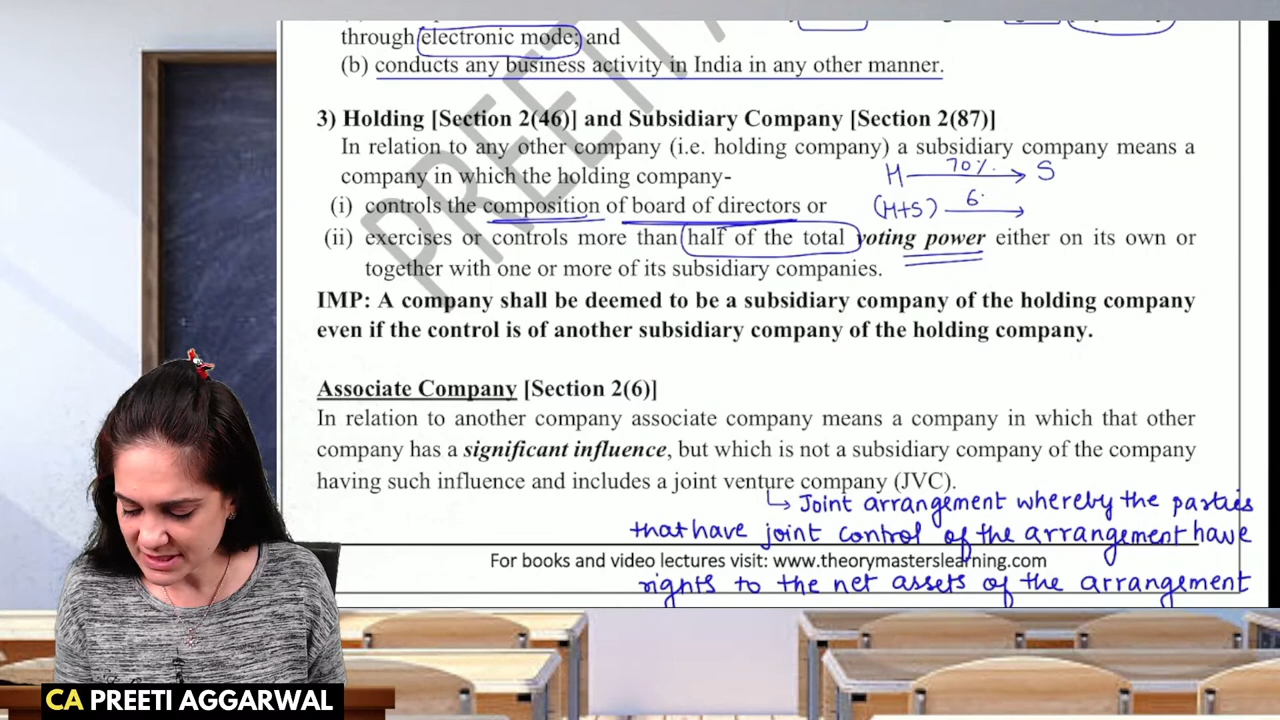 through electronic mode; and
(b) conducts any business activity in India in any other manner.
3) Holding [Section 2(46)] and Subsidiary Company [Section 2(87)]
In relation to any other company (i.e. holding company) a subsidiary company means a
company in which the holding company-
H 70% S
(i) controls the composition of board of directors or
(H+S) 6
(ii) exercises or controls more than half of the total voting power either on its own or
together with one or more of its subsidiary companies.
IMP: A company shall be deemed to be a subsidiary company of the holding company
even if the control is of another subsidiary company of the holding company.
Associate Company [Section 2(6)]
In relation to another company associate company means a company in which that other
company has a significant influence, but which is not a subsidiary company of the company
having such influence and includes a joint venture company (JVC).
Joint arrangement whereby the parties
that have joint control of the arrangement have
For books and video lectures visit: www.theorymasterslearning.com
rights to the net assets of the arrangement
CA PREETI AGGARWAL